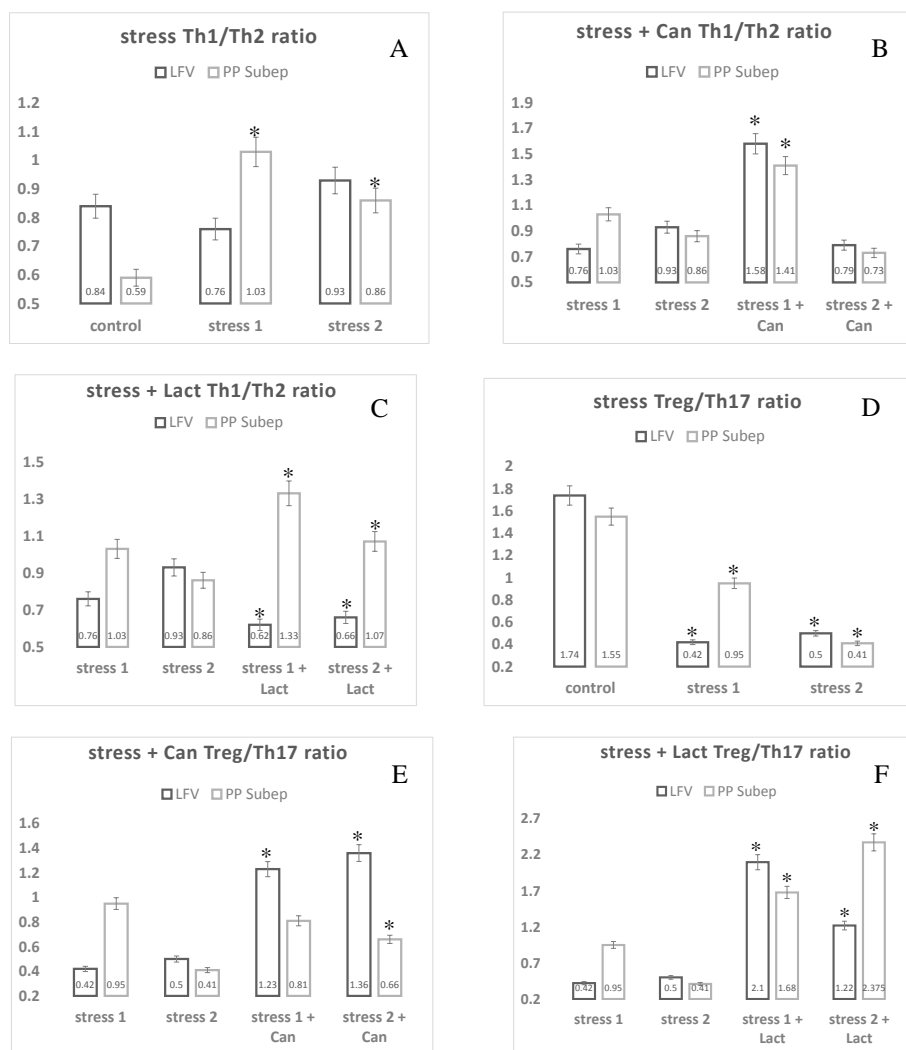 stress Th1/Th2 ratio
A
LFV PP Subep
1.2
1.1
1
0.9
0.8
0.7
0.6
0.5
* *
0.84 0.59 0.76 1.03 0.93 0.86
control stress 1 stress 2
stress + Can Th1/Th2 ratio
B
LFV PP Subep
1.9
1.7
1.5
1.3
1.1
0.9
0.7
0.5
* *
0.76 1.03 0.93 0.86 1.58 1.41 0.79 0.73
stress 1 stress 2 stress 1 + stress 2 +
Can Can
stress + Lact Th1/Th2 ratio
C
LFV PP Subep
1.5
1.3
1.1
0.9
0.7
0.5
* * * *
0.76 1.03 0.93 0.86 0.62 1.33 0.66 1.07
stress 1 stress 2 stress 1 + stress 2 +
Lact Lact
stress Treg/Th17 ratio
D
LFV PP Subep
2
1.8
1.6
1.4
1.2
1
0.8
0.6
0.4
0.2
* * * *
1.74 1.55 0.42 0.95 0.5 0.41
control stress 1 stress 2
stress + Can Treg/Th17 ratio
E
LFV PP Subep
1.6
1.4
1.2
1
0.8
0.6
0.4
0.2
* * *
0.42 0.95 0.5 0.41 1.23 0.81 1.36 0.66
stress 1 stress 2 stress 1 + stress 2 +
Can Can
stress + Lact Treg/Th17 ratio
F
LFV PP Subep
2.7
2.2
1.7
1.2
0.7
0.2
* * * *
0.42 0.95 0.5 0.41 2.1 1.68 1.22 2.375
stress 1 stress 2 stress 1 + stress 2 +
Lact Lact